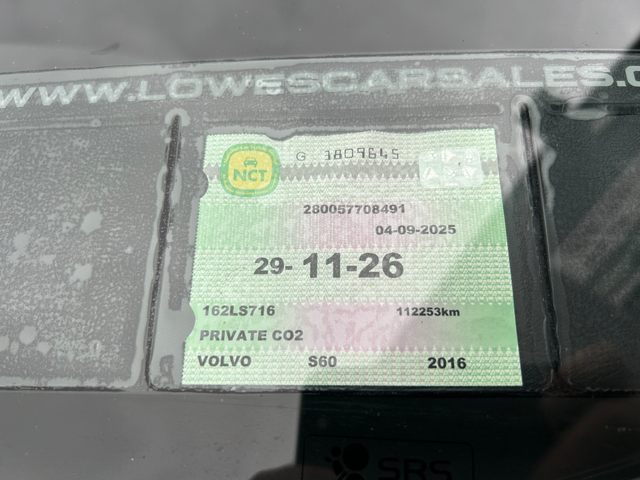 WWW.LOWESCARSALES.C
NCT
G 1809645
280057708491
04-09-2025
29-11-26
162LS716 112253km
PRIVATE CO2
VOLVO S60 2016
SRS